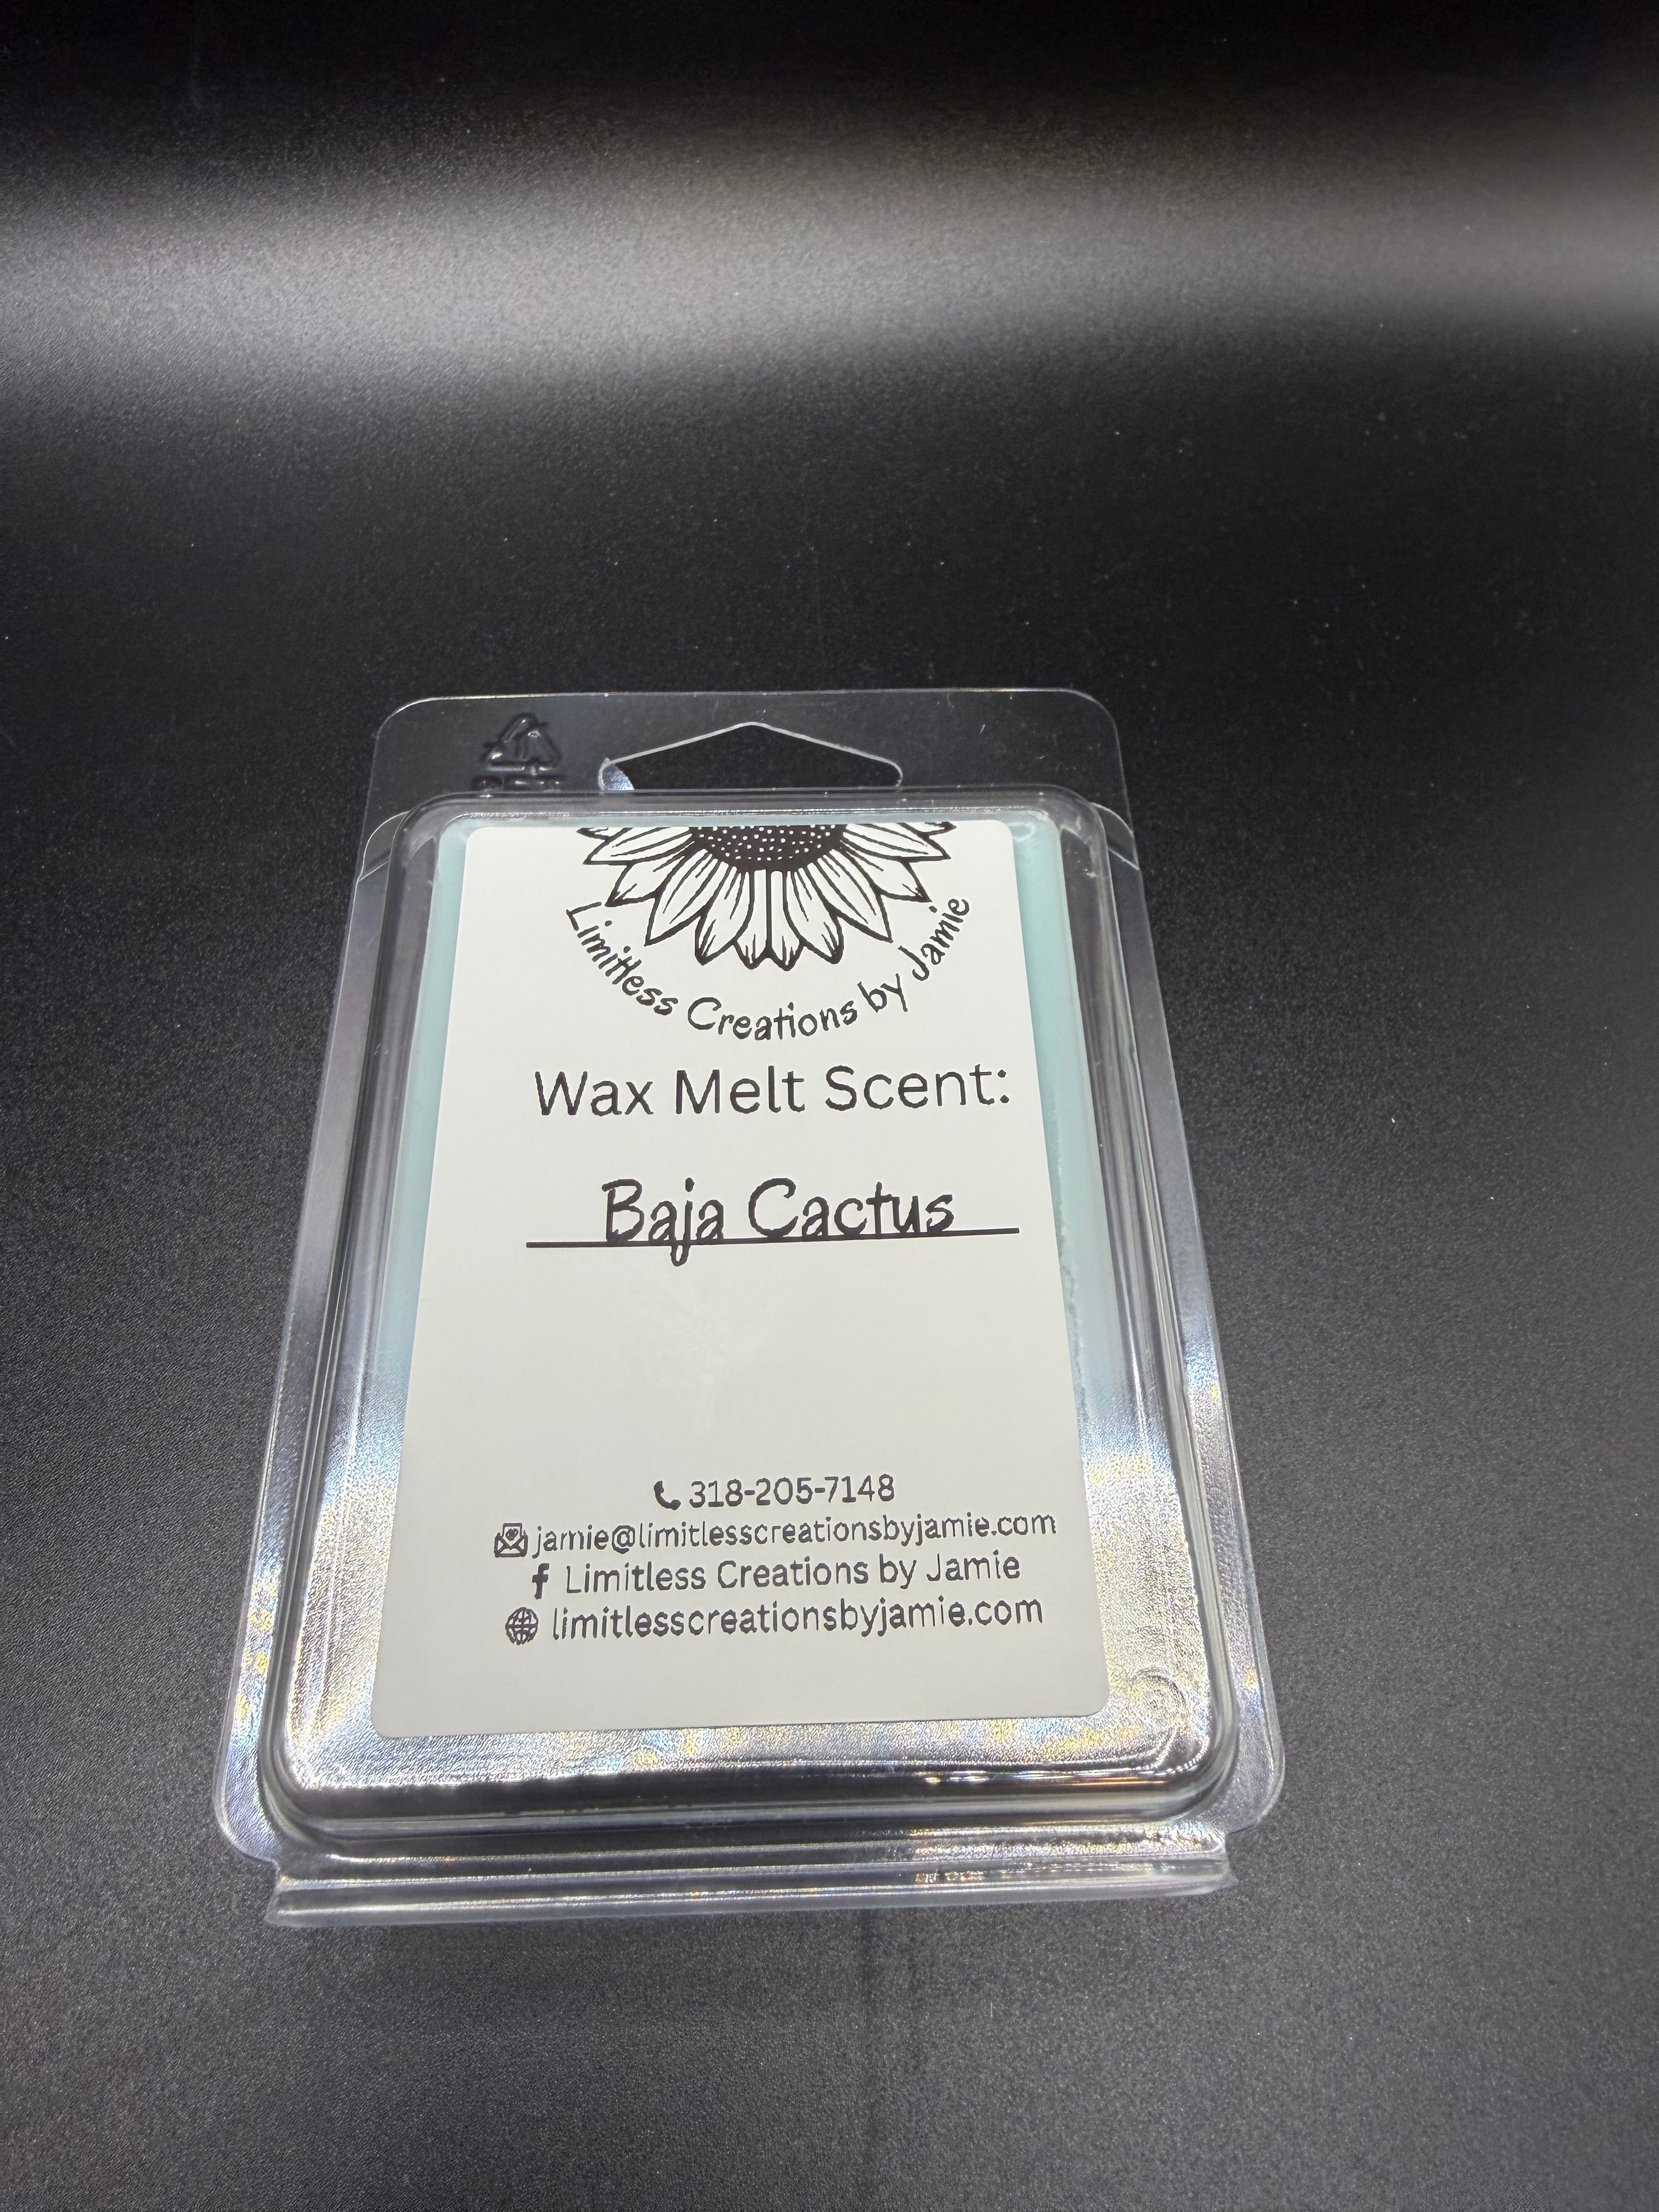 Limitless Creations by Jamie
Wax Melt Scent:
Baja Cactus
318-205-7148
jamie@limitlesscreationsbyjamie.com
f Limitless Creations by Jamie
limitlesscreationsbyjamie.com